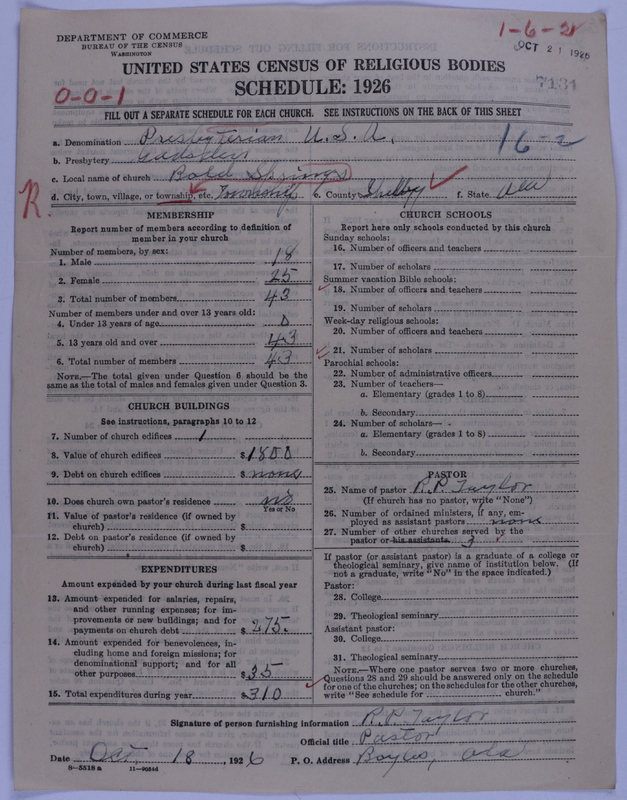 DEPARTMENT OF COMMERCE
BUREAU OF THE CENSUS
WASHINGTON
1-6-2
OCT 21 1926
7131
UNITED STATES CENSUS OF RELIGIOUS BODIES
SCHEDULE: 1926
0-0-1
FILL OUT A SEPARATE SCHEDULE FOR EACH CHURCH. SEE INSTRUCTIONS ON THE BACK OF THIS SHEET
a. Denomination Presbyterian U.S.A. 16-2
b. Presbytery Gadsden
c. Local name of church Bold Springs
d. City, town, village, or township, etc. Township e. County Shelby f. State Ala
R.
MEMBERSHIP
Report number of members according to definition of member in your church
Number of members, by sex:
1. Male 18
2. Female 25
3. Total number of members 43
Number of members under and over 13 years old:
4. Under 13 years of age 0
5. 13 years old and over 43
6. Total number of members 43
NOTE.—The total given under Question 6 should be the same as the total of males and females given under Question 3.
CHURCH BUILDINGS
See instructions, paragraphs 10 to 12
7. Number of church edifices 1
8. Value of church edifices $1800
9. Debt on church edifices $none
10. Does church own pastor's residence no
Yes or No
11. Value of pastor's residence (if owned by church) $
12. Debt on pastor's residence (if owned by church) $
EXPENDITURES
Amount expended by your church during last fiscal year
13. Amount expended for salaries, repairs, and other running expenses; for improvements or new buildings; and for payments on church debt $275.
14. Amount expended for benevolences, including home and foreign missions; for denominational support; and for all other purposes $35
15. Total expenditures during year $310
CHURCH SCHOOLS
Report here only schools conducted by this church
Sunday schools:
16. Number of officers and teachers
17. Number of scholars
Summer vacation Bible schools:
18. Number of officers and teachers
19. Number of scholars
Week-day religious schools:
20. Number of officers and teachers
21. Number of scholars
Parochial schools:
22. Number of administrative officers
23. Number of teachers—
a. Elementary (grades 1 to 8)
b. Secondary
24. Number of scholars—
a. Elementary (grades 1 to 8)
b. Secondary
PASTOR
25. Name of pastor R.P. Taylor
(If church has no pastor, write "None")
26. Number of ordained ministers, if any, employed as assistant pastors none
27. Number of other churches served by the pastor or his assistants 3
If pastor (or assistant pastor) is a graduate of a college or theological seminary, give name of institution below. (If not a graduate, write "No" in the space indicated.)
Pastor:
28. College
29. Theological seminary
Assistant pastor:
30. College
31. Theological seminary
NOTE.—Where one pastor serves two or more churches, Questions 28 and 29 should be answered only on the schedule for one of the churches; on the schedules for the other churches, write "See schedule for church."
Signature of person furnishing information R.P. Taylor
Official title Pastor
Date Oct. 18, 1926 P. O. Address Boyles, Ala
8—5518 a